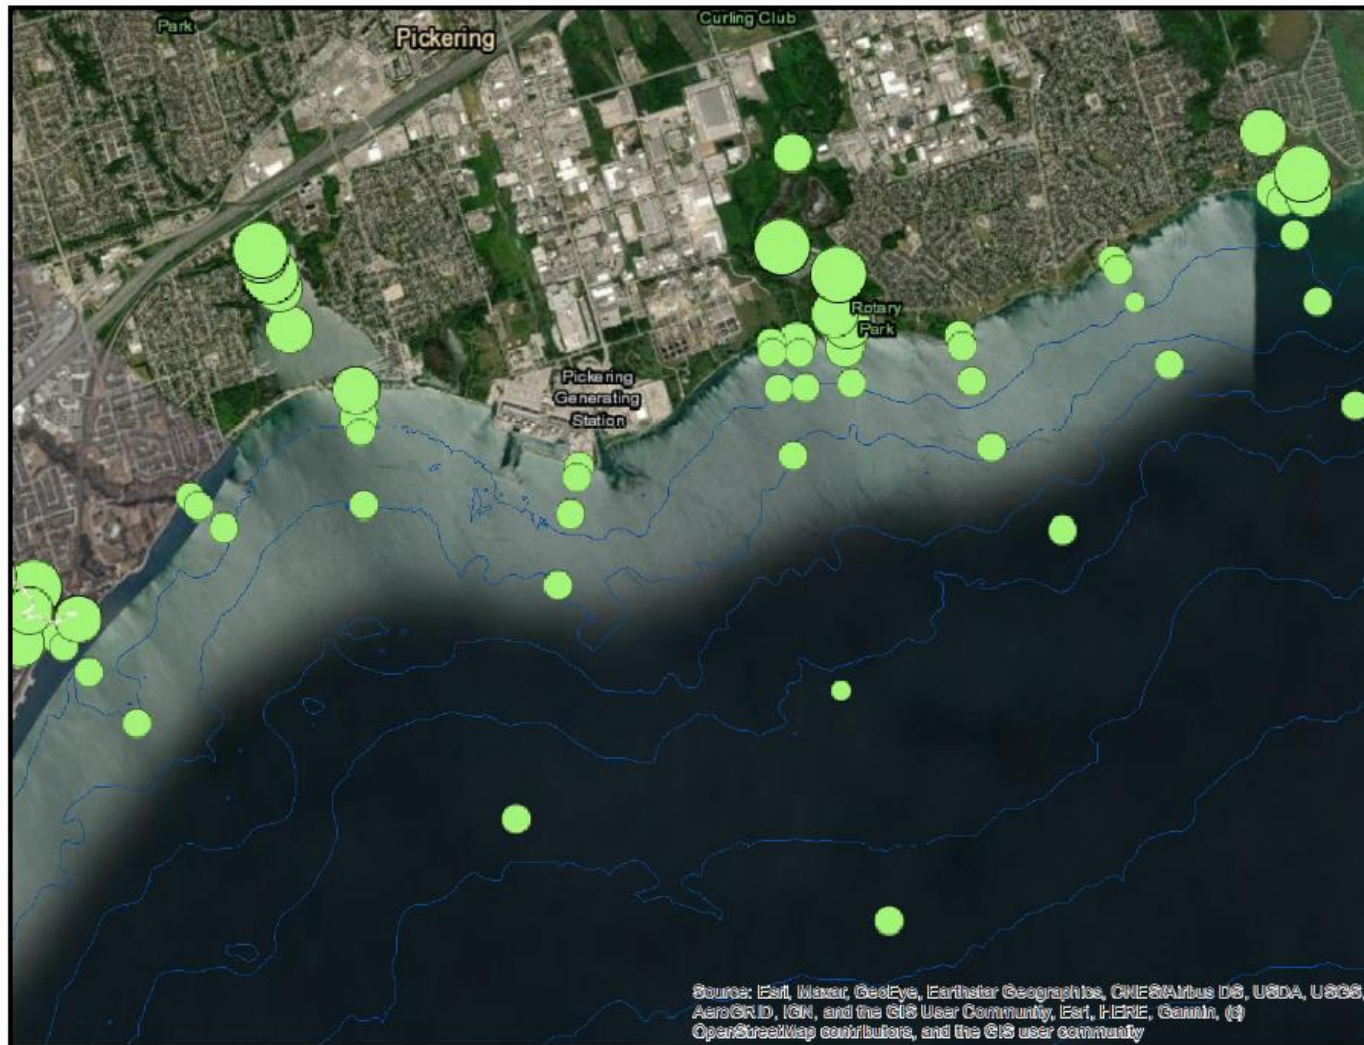 Park
Curling Club
Pickering
Rotary
Park
Pickering
Generating
Station
Source: Esri, Maxar, GeoEye, Earthstar Geographics, CNES/Airbus DS, USDA, USGS,
AeroGRID, IGN, and the GIS User Community, Esri, HERE, Garmin, (c)
OpenStreetMap contributors, and the GIS user community